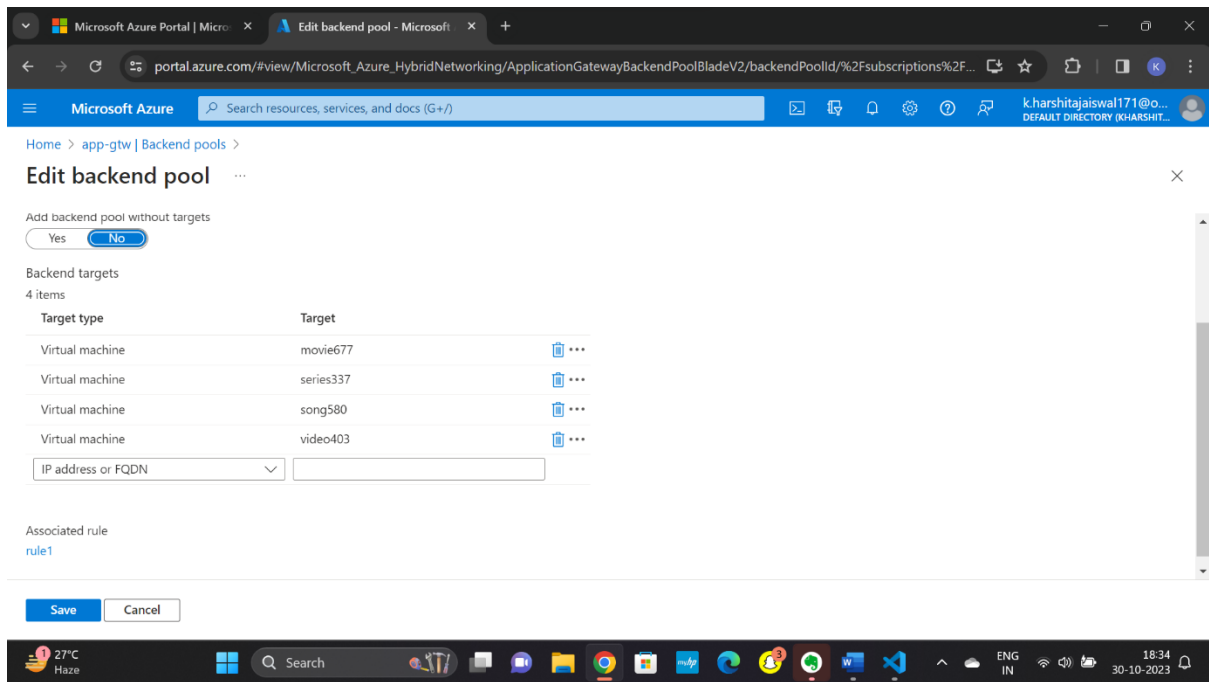 Microsoft Azure Portal | Micro
Edit backend pool - Microsoft
portal.azure.com/#view/Microsoft_Azure_HybridNetworking/ApplicationGatewayBackendPoolBladeV2/backendPoolId/%2Fsubscriptions%2F...
K
Microsoft Azure
Search resources, services, and docs (G+/)
k.harshitajaiswal171@o...
DEFAULT DIRECTORY (KHARSHIT...
Home > app-gtw | Backend pools >
Edit backend pool ...
Add backend pool without targets
Yes No
Backend targets
4 items
Target type Target
Virtual machine movie677
Virtual machine series337
Virtual machine song580
Virtual machine video403
IP address or FQDN
Associated rule
rule1
Save Cancel
1 27°C
Haze
Search
myhp
3
W
ENG
IN
18:34
30-10-2023